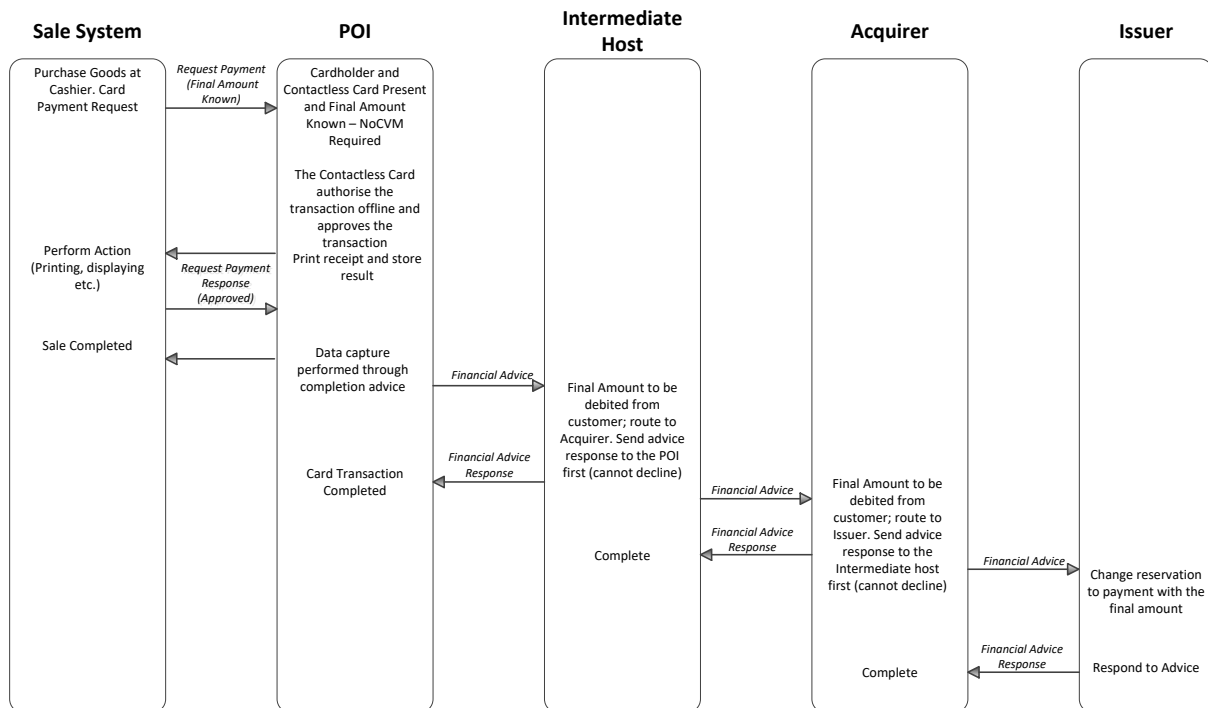 Sale System
POI
Intermediate
Host
Acquirer
Issuer
Purchase Goods at
Cashier. Card
Payment Request
Request Payment
(Final Amount
Known)
Cardholder and
Contactless Card Present
and Final Amount
Known – NoCVM
Required
The Contactless Card
authorise the
transaction offline and
approves the
transaction
Print receipt and store
result
Perform Action
(Printing, displaying
etc.)
Request Payment
Response
(Approved)
Sale Completed
Data capture
performed through
completion advice
Financial Advice
Final Amount to be
debited from
customer; route to
Acquirer. Send advice
response to the POI
first (cannot decline)
Financial Advice
Response
Card Transaction
Completed
Financial Advice
Final Amount to be
debited from
customer; route to
Issuer. Send advice
response to the
Intermediate host
first (cannot decline)
Financial Advice
Response
Complete
Financial Advice
Change reservation
to payment with the
final amount
Financial Advice
Response
Respond to Advice
Complete